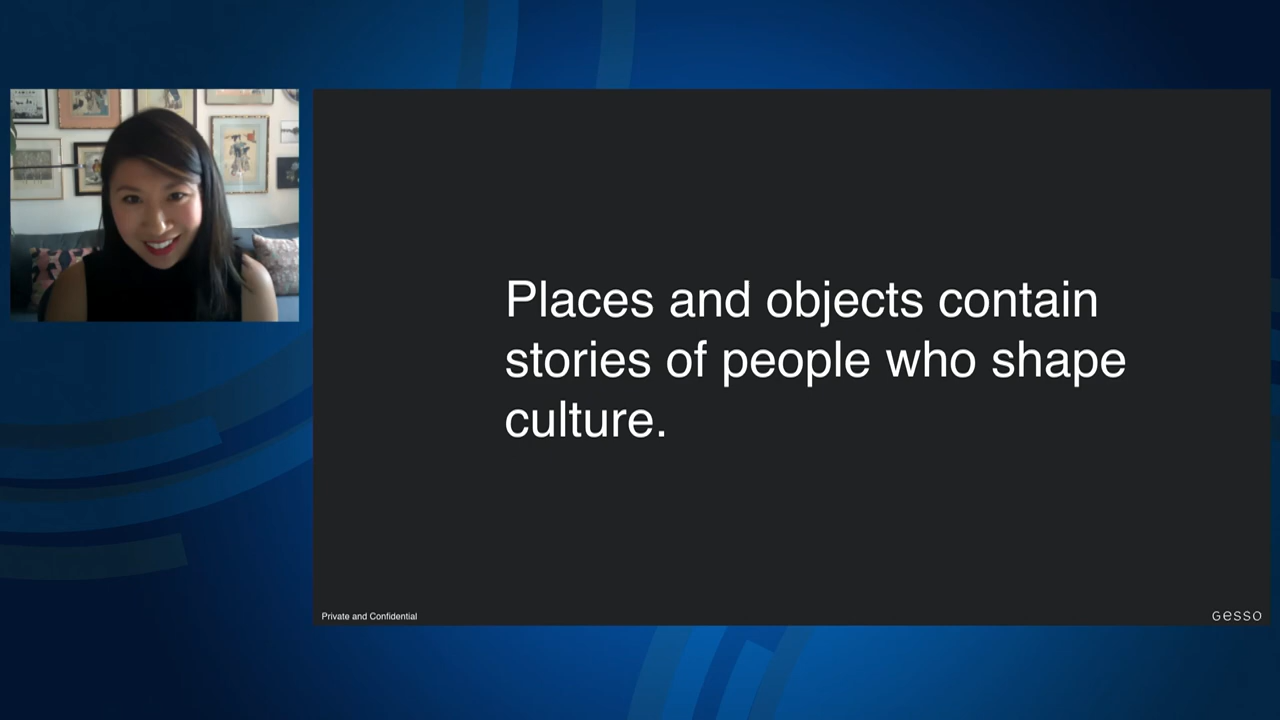 Places and objects contain
stories of people who shape
culture.
Private and Confidential
Gesso